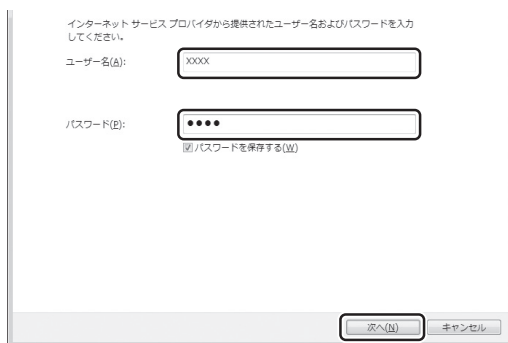 インターネット サービス プロバイダから提供されたユーザー名およびパスワードを入力
してください。
ユーザー名(A):
XXXX
パスワード(P):
●●●●
パスワードを保存する(W)
次へ(N)
キャンセル